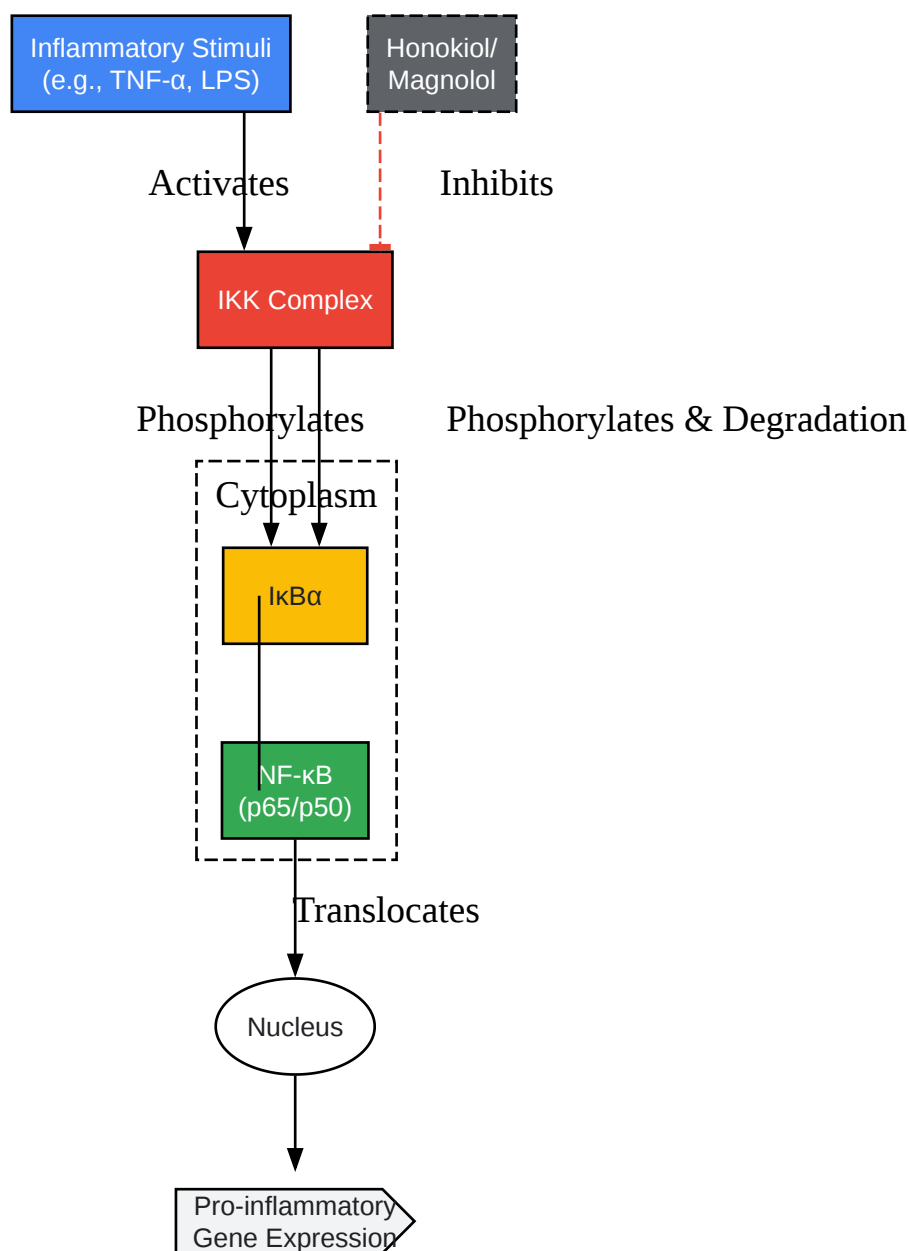 Inflammatory Stimuli
(e.g., TNF-α, LPS)
Honokiol/
Magnolol
Activates
Inhibits
IKK Complex
Phosphorylates
Phosphorylates & Degradation
Cytoplasm
IκBα
NF-κB
(p65/p50)
Translocates
Nucleus
Pro-inflammatory
Gene Expression